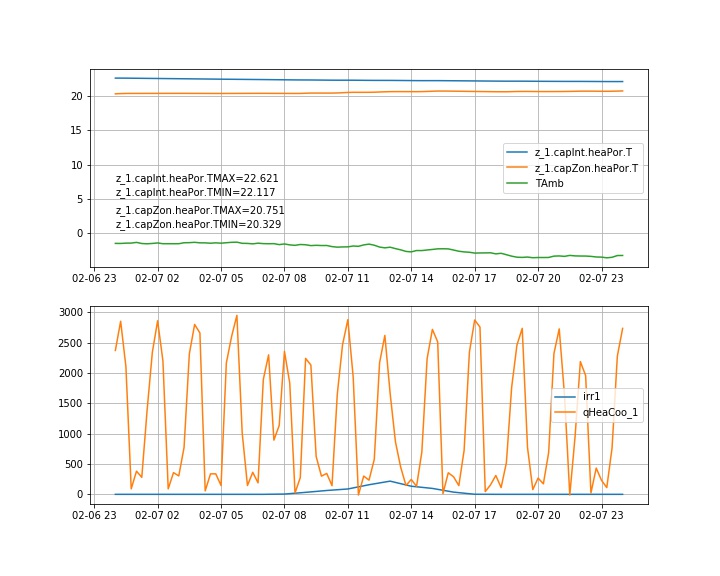 20
15
10
5
0
z_1.capInt.heaPor.T
z_1.capZon.heaPor.T
TAmb
z_1.capInt.heaPor.TMAX=22.621
z_1.capInt.heaPor.TMIN=22.117
z_1.capZon.heaPor.TMAX=20.751
z_1.capZon.heaPor.TMIN=20.329
02-06 23 02-07 02 02-07 05 02-07 08 02-07 11 02-07 14 02-07 17 02-07 20 02-07 23
3000
2500
2000
1500
1000
500
0
irr1
qHeaCoo_1
02-06 23 02-07 02 02-07 05 02-07 08 02-07 11 02-07 14 02-07 17 02-07 20 02-07 23